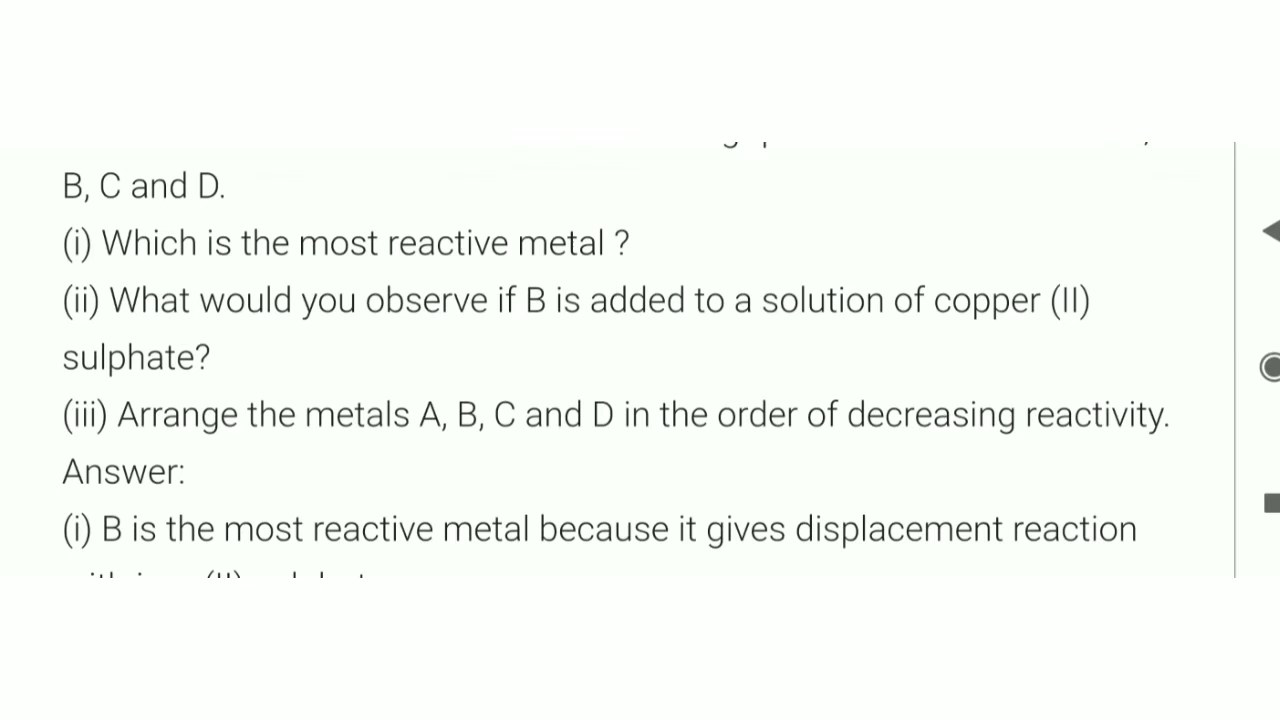 B, C and D.
(i) Which is the most reactive metal ?
(ii) What would you observe if B is added to a solution of copper (II)
sulphate?
(iii) Arrange the metals A, B, C and D in the order of decreasing reactivity.
Answer:
(i) B is the most reactive metal because it gives displacement reaction